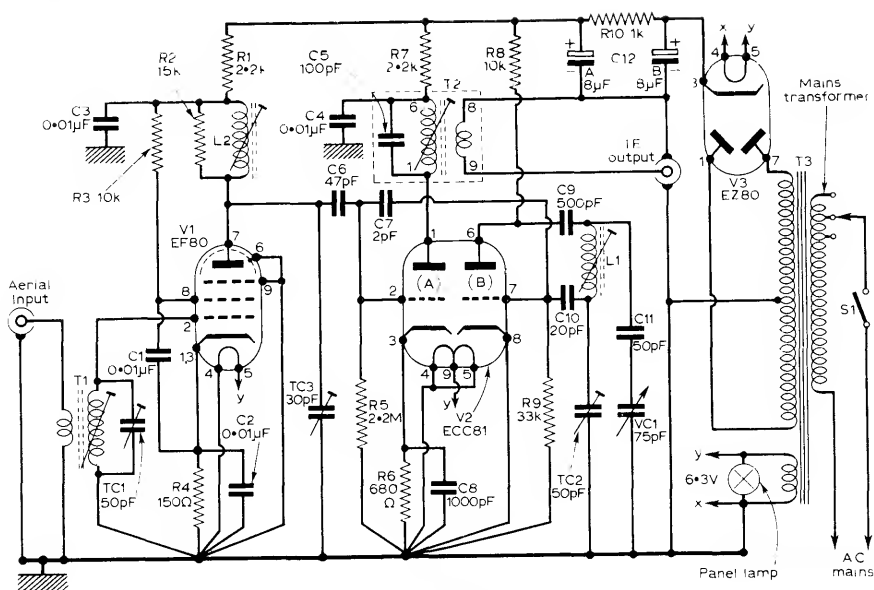 R2
15k
R1
2·2k
C5
100pF
R7
2·2k
R8
10k
R10 1k
C12
+
A
-
8µF
+
B
-
8µF
x
y
4
5
3
Mains
transformer
T2
C3
0·01µF
L2
C4
0·01µF
6
8
1
9
I.F.
output
1
7
T3
V3
EZ80
R3 10k
C6
47pF
C7
2pF
C9
500pF
V1
EF80
7
6
9
8
2
1,3
4
5
y
1
6
(A)
(B)
2
7
3
8
4
9
5
y
L1
C10
20pF
C11
50pF
S1
Aerial
Input
C1
0·01µF
T1
TC1
50pF
C2
0·01µF
R4
150Ω
TC3
30pF
R5
2·2M
V2
ECC81
R9
33k
VC1
75pF
TC2
50pF
R6
680
Ω
C8
1000pF
y
6·3V
x
Panel lamp
AC
mains